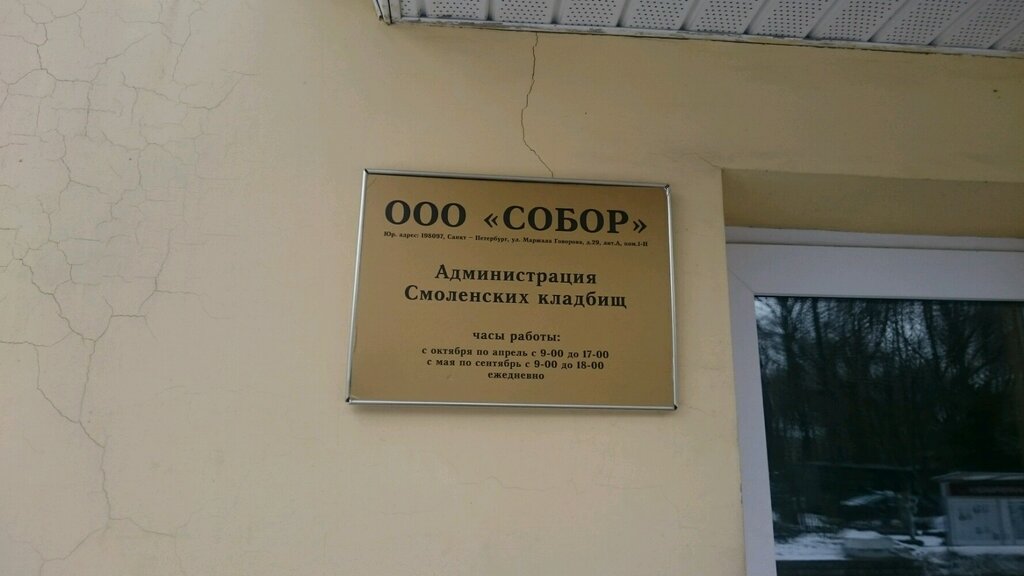 ООО «СОБОР»
Юр. адрес: 198097, Санкт – Петербург, ул. Маршала Говорова, д.29, лит.А, пом.1-Н
Администрация
Смоленских кладбищ
часы работы:
с октября по апрель с 9-00 до 17-00
с мая по сентябрь с 9-00 до 18-00
ежедневно